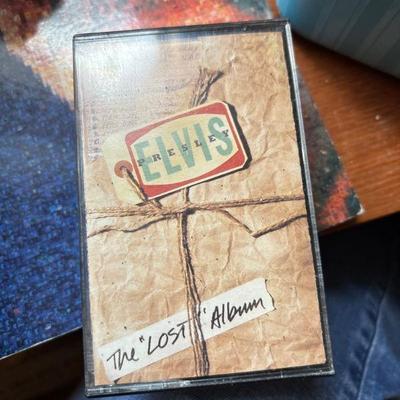 ELVIS
PRESLEY
The "LOST" Album